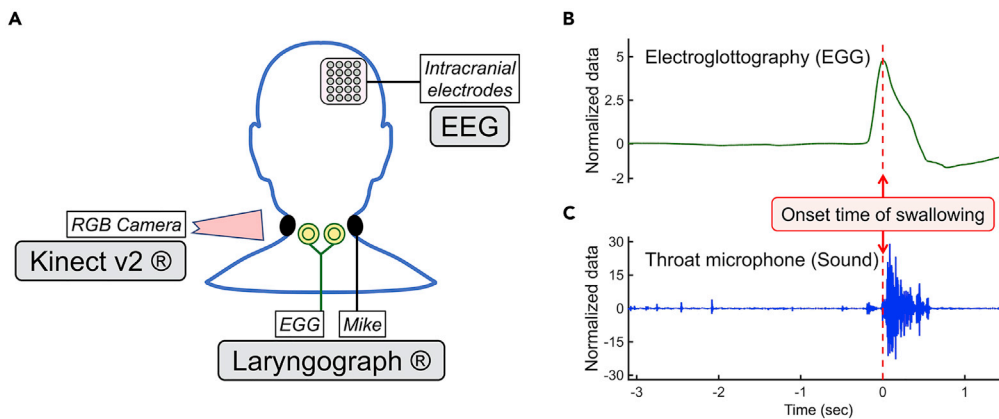 A
Intracranial
electrodes
EEG
RGB Camera
Kinect v2 ®
EGG
Mike
Laryngograph ®
B
Electroglottography (EGG)
Normalized data
5
2.5
0
-2
Onset time of swallowing
C
Throat microphone (Sound)
Normalized data
30
15
0
-15
-30
-3
-2
-1
0
1
Time (sec)